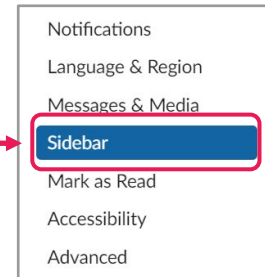 Notifications
Language & Region
Messages & Media
Sidebar
Mark as Read
Accessibility
Advanced